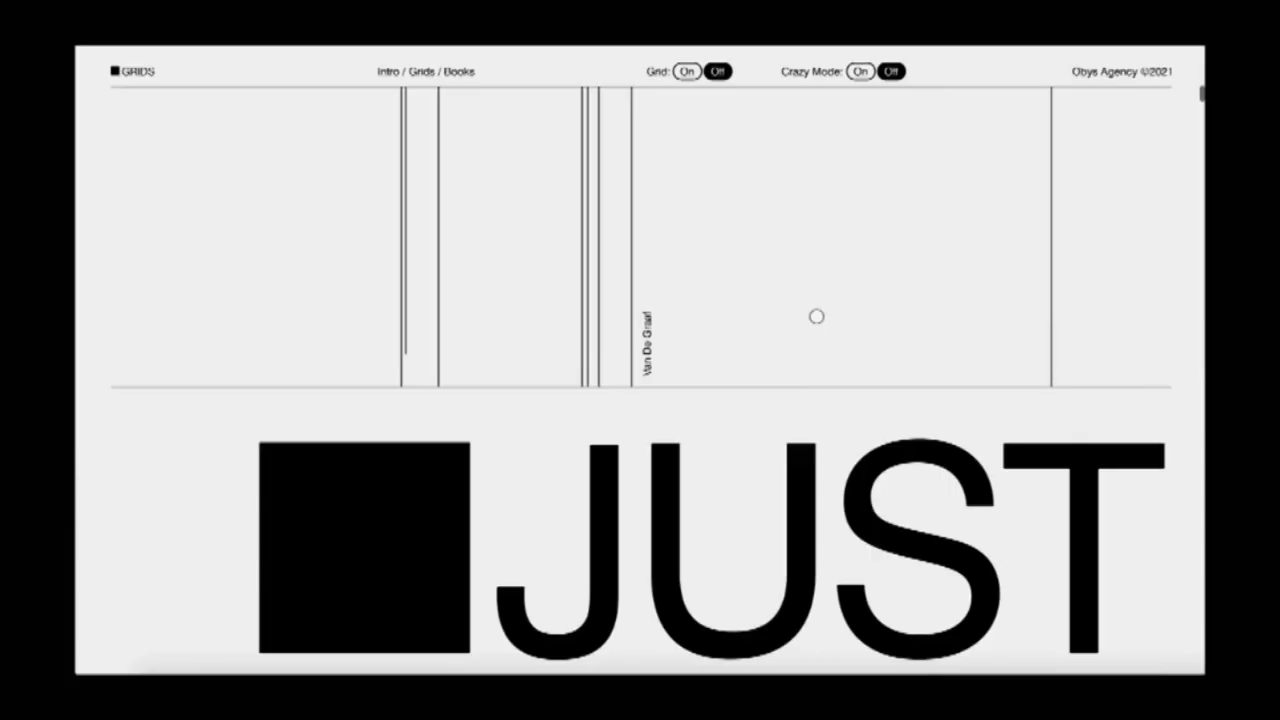 GRIDS
Intro / Grids / Books
Grid: On Off
Crazy Mode: On Off
Obys Agency ©2021
Van De Graaf
JUST